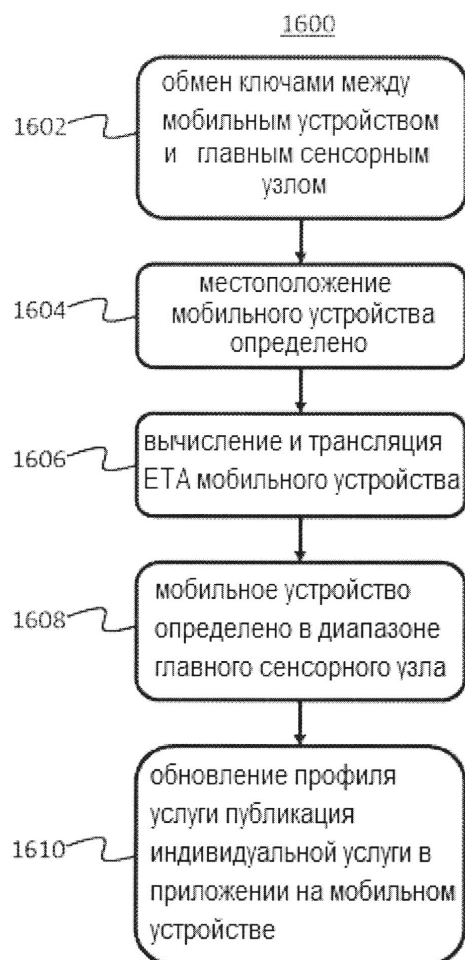 1600
обмен ключами между
1602
мобильным устройством
и главным сенсорным
узлом
местоположение
1604
мобильного устройства
определено
1606
вычисление и трансляция
ETA мобильного устройства
мобильное устройство
1608
определено в диапазоне
главного сенсорного узла
обновление профиля
услуги публикация
1610
индивидуальной услуги в
приложении на мобильном
устройстве